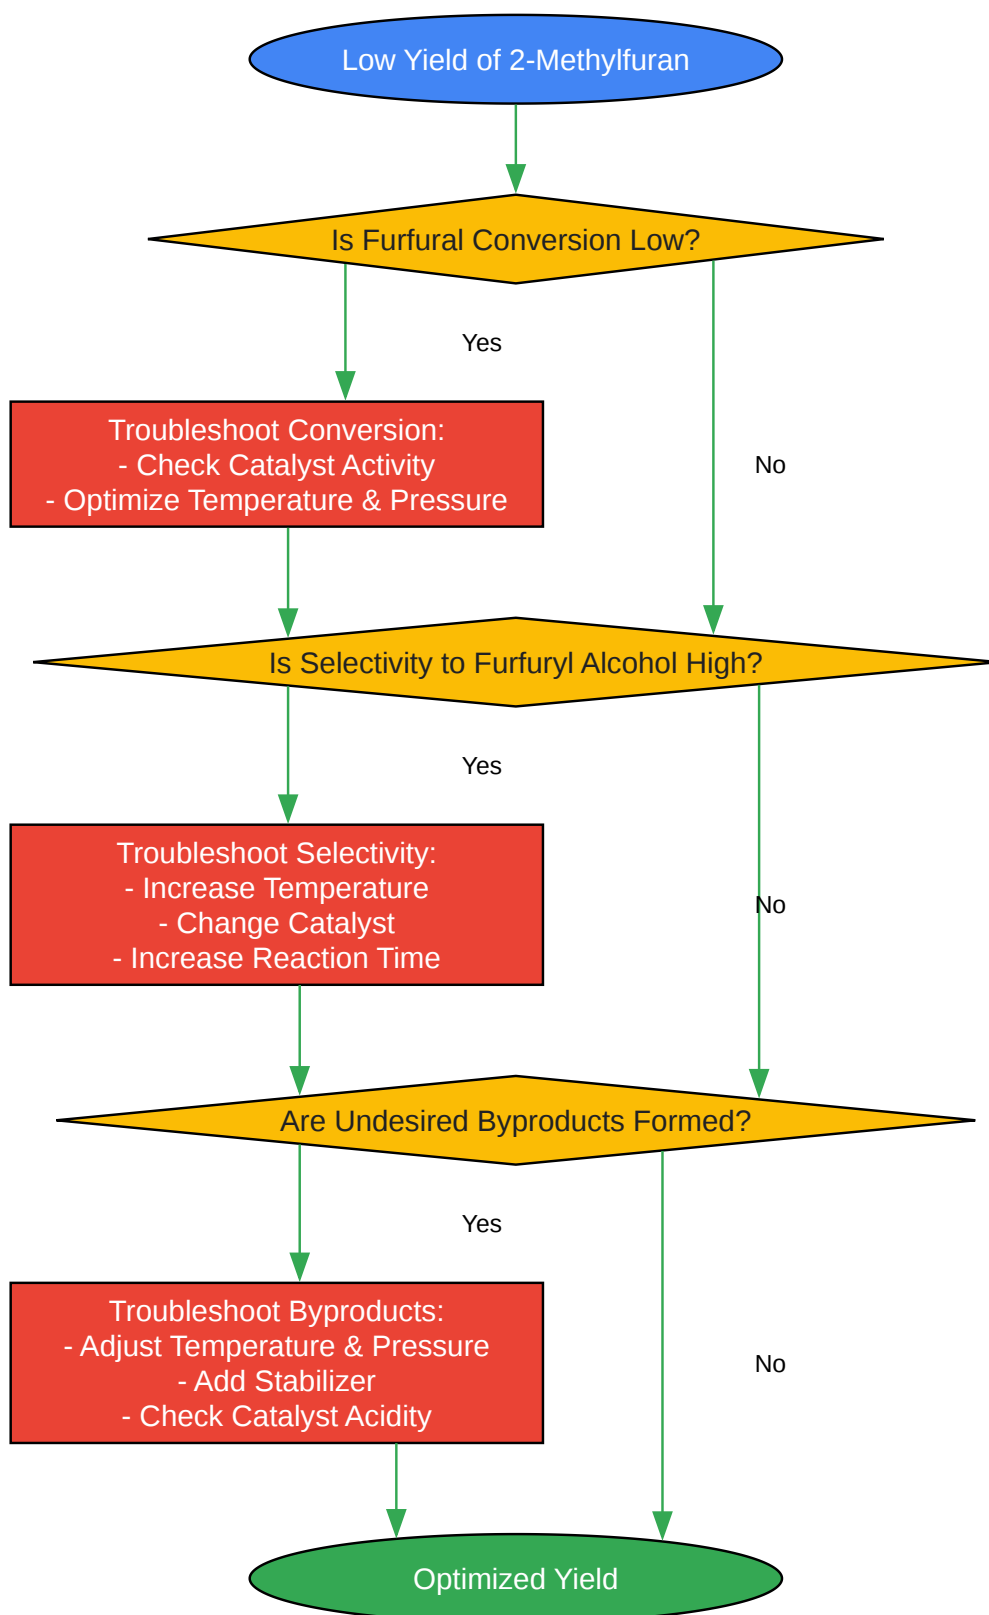 Low Yield of 2-Methylfuran
Is Furfural Conversion Low?
Yes
Troubleshoot Conversion:
- Check Catalyst Activity
- Optimize Temperature & Pressure
No
Is Selectivity to Furfuryl Alcohol High?
Yes
Troubleshoot Selectivity:
- Increase Temperature
- Change Catalyst
- Increase Reaction Time
No
Are Undesired Byproducts Formed?
Yes
Troubleshoot Byproducts:
- Adjust Temperature & Pressure
- Add Stabilizer
- Check Catalyst Acidity
No
Optimized Yield